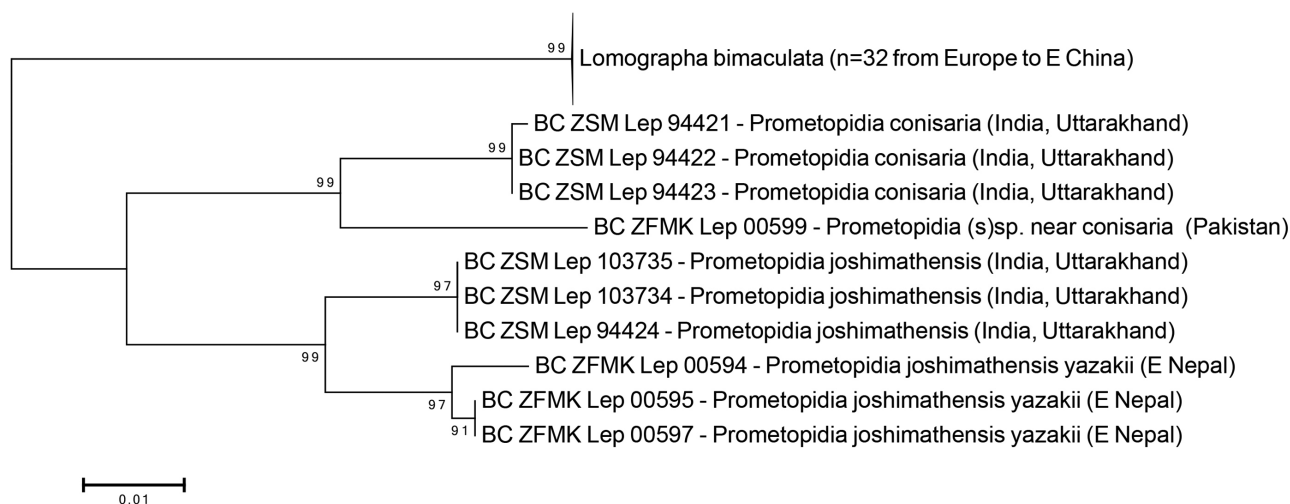 99
Lomographa bimaculata (n=32 from Europe to E China)
BC ZSM Lep 94421 - Prometopidia conisaria (India, Uttarakhand)
99
BC ZSM Lep 94422 - Prometopidia conisaria (India, Uttarakhand)
99
BC ZSM Lep 94423 - Prometopidia conisaria (India, Uttarakhand)
BC ZFMK Lep 00599 - Prometopidia (s)sp. near conisaria (Pakistan)
BC ZSM Lep 103735 - Prometopidia joshimathensis (India, Uttarakhand)
97
BC ZSM Lep 103734 - Prometopidia joshimathensis (India, Uttarakhand)
BC ZSM Lep 94424 - Prometopidia joshimathensis (India, Uttarakhand)
99
BC ZFMK Lep 00594 - Prometopidia joshimathensis yazakii (E Nepal)
97
BC ZFMK Lep 00595 - Prometopidia joshimathensis yazakii (E Nepal)
91
BC ZFMK Lep 00597 - Prometopidia joshimathensis yazakii (E Nepal)
0.01